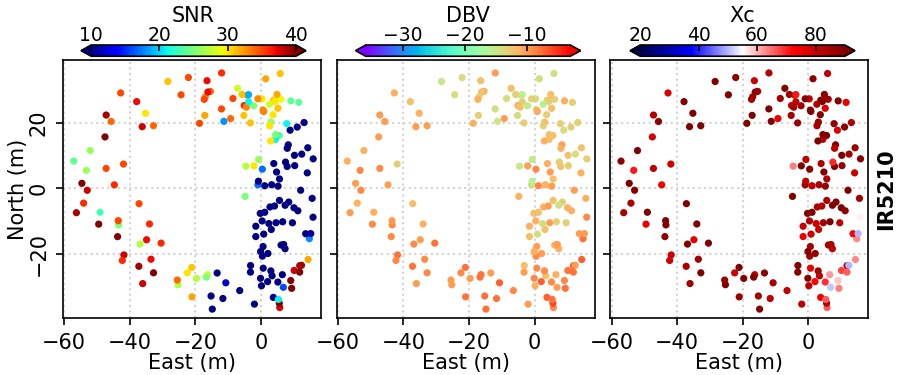 SNR DBV Xc
10 20 30 40 −30 −20 −10 20 40 60 80
20
0
−20
North (m)
IR5210
−60 −40 −20 0 −60 −40 −20 0 −60 −40 −20 0
East (m) East (m) East (m)